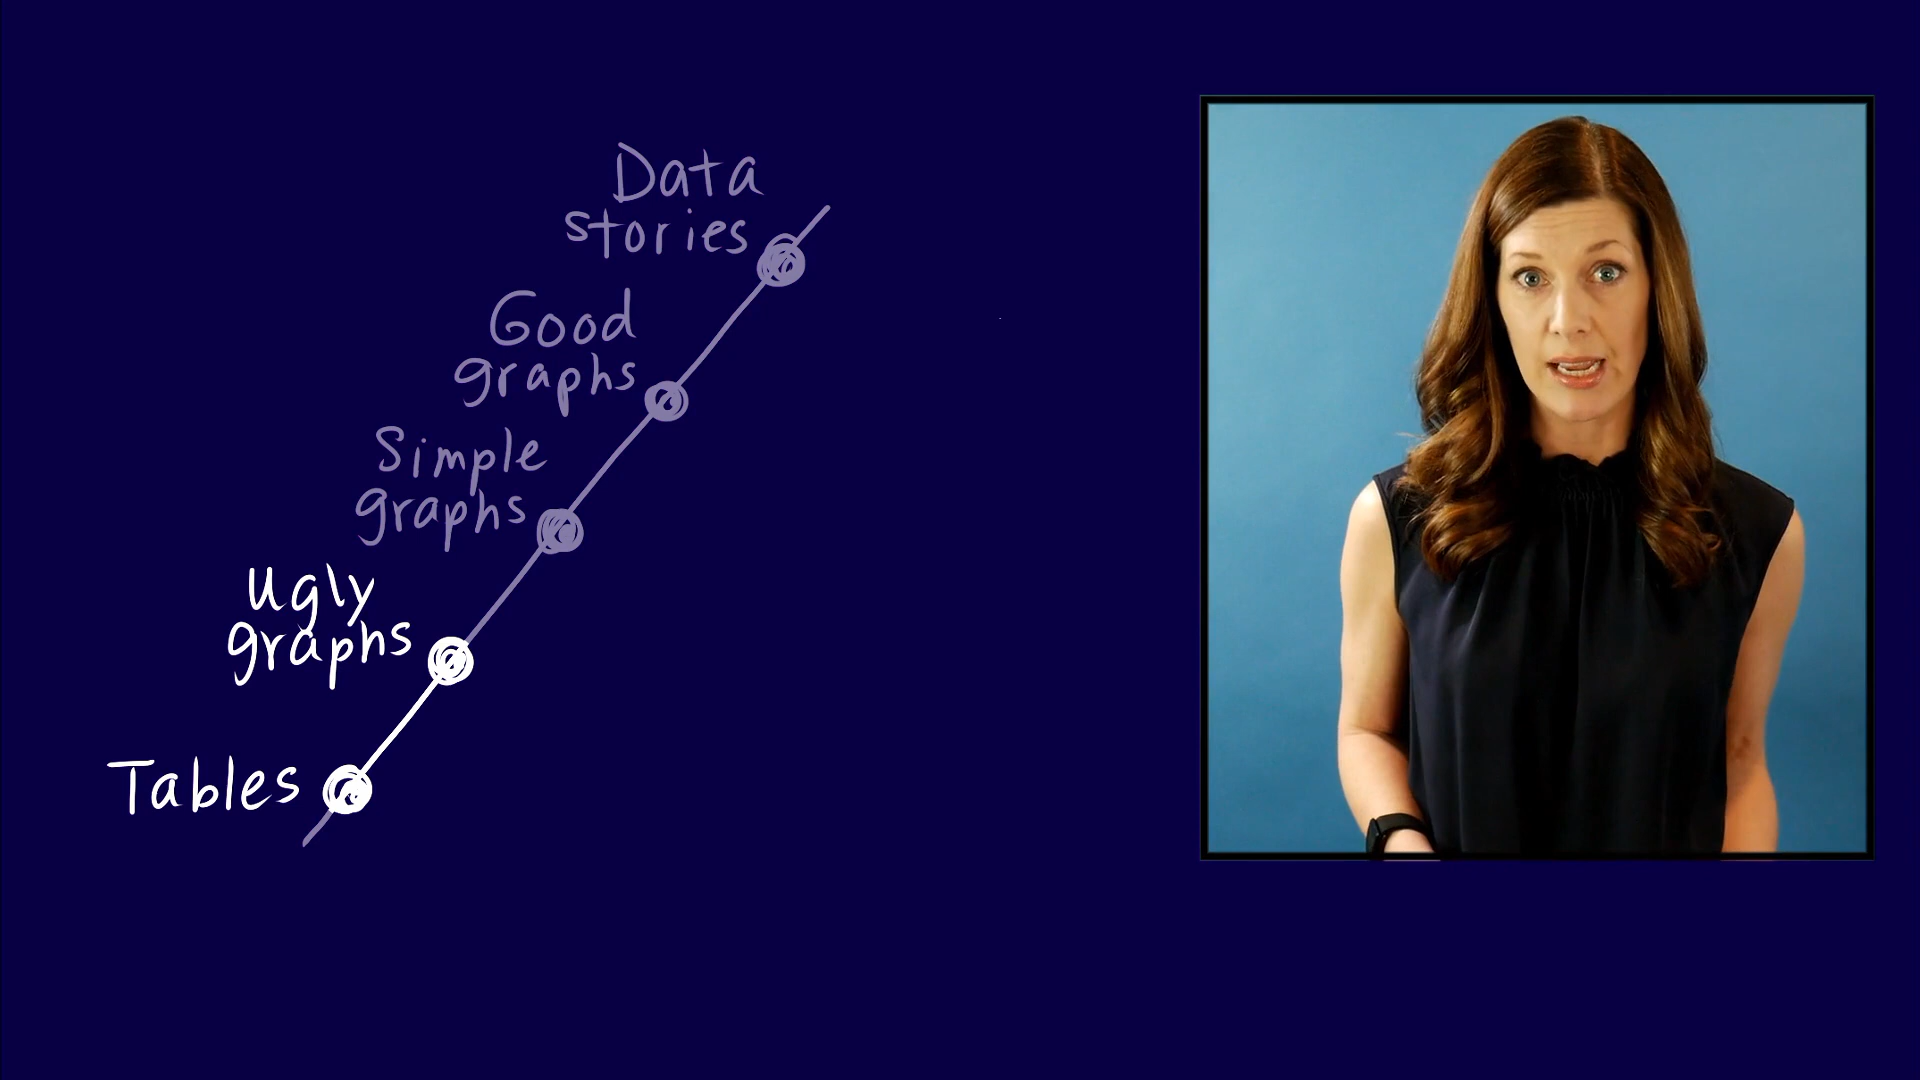 Data
stories
Good
graphs
Simple
graphs
Ugly
graphs
Tables